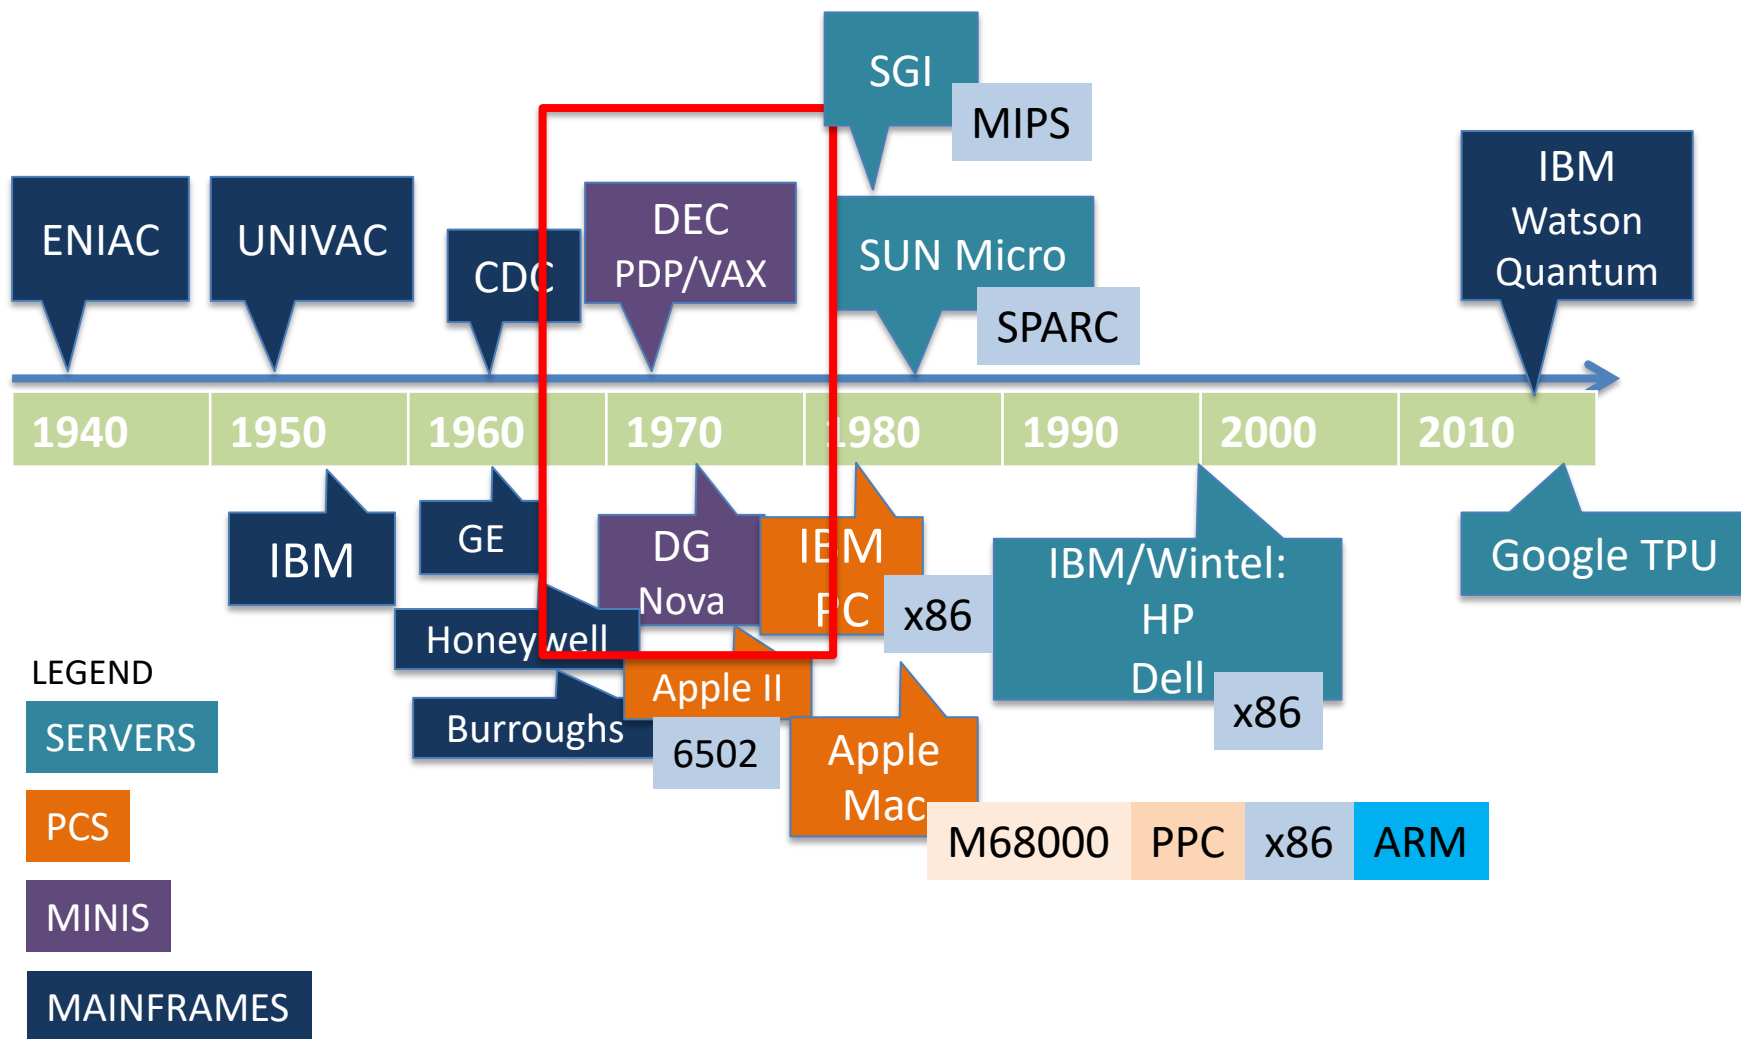 SGI
MIPS
ENIAC
UNIVAC
CDC
DEC
PDP/VAX
SUN Micro
SPARC
IBM
Watson
Quantum
1940 1950 1960 1970 1980 1990 2000 2010
IBM
GE
Honeywell
Burroughs
DG
Nova
Apple II
6502
IBM
PC
x86
Apple
Mac
M68000 PPC x86 ARM
IBM/Wintel:
HP
Dell
x86
Google TPU
LEGEND
SERVERS
PCS
MINIS
MAINFRAMES